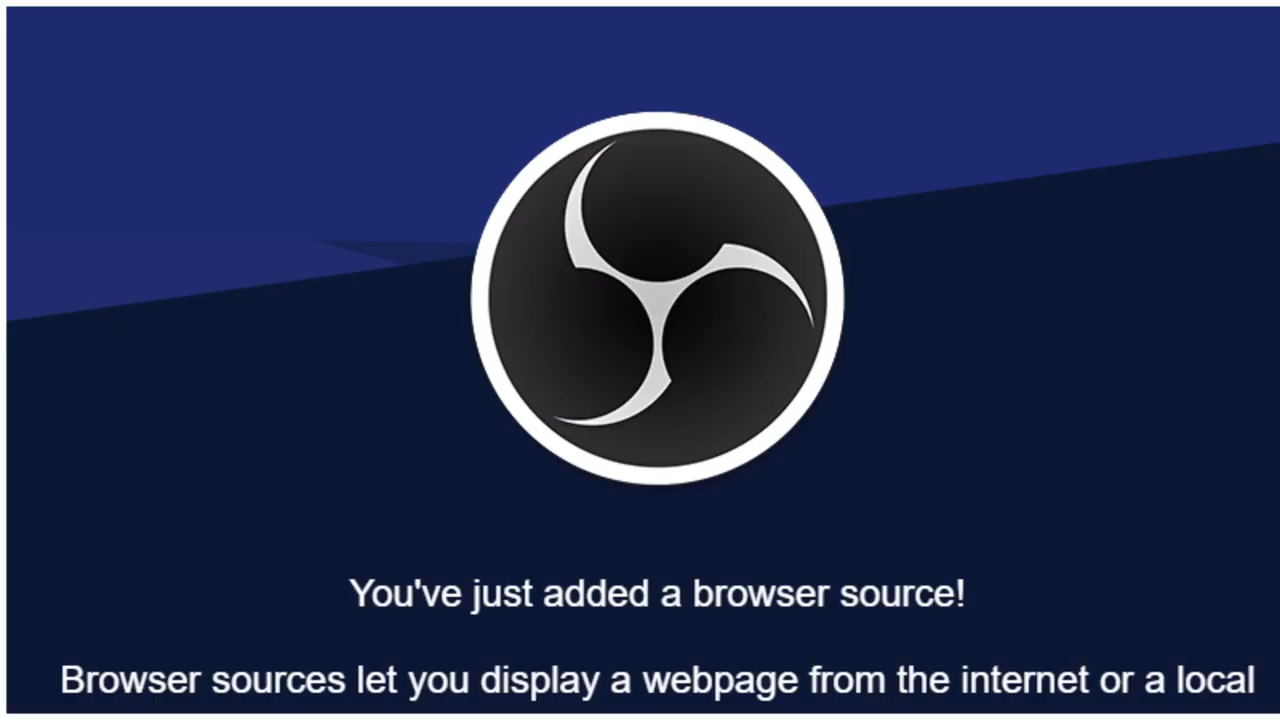 You've just added a browser source!
Browser sources let you display a webpage from the internet or a local